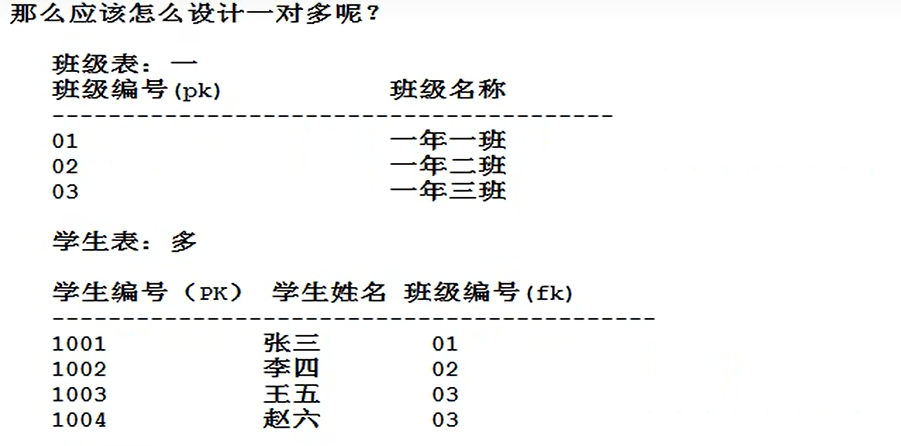 那么应该怎么设计一对多呢?
班级表: 一
班级编号(pk) 班级名称
----------------------------------------
01 一年一班
02 一年二班
03 一年三班
学生表: 多
学生编号（PK） 学生姓名 班级编号(fk)
-------------------------------------------
1001 张三 01
1002 李四 02
1003 王五 03
1004 赵六 03